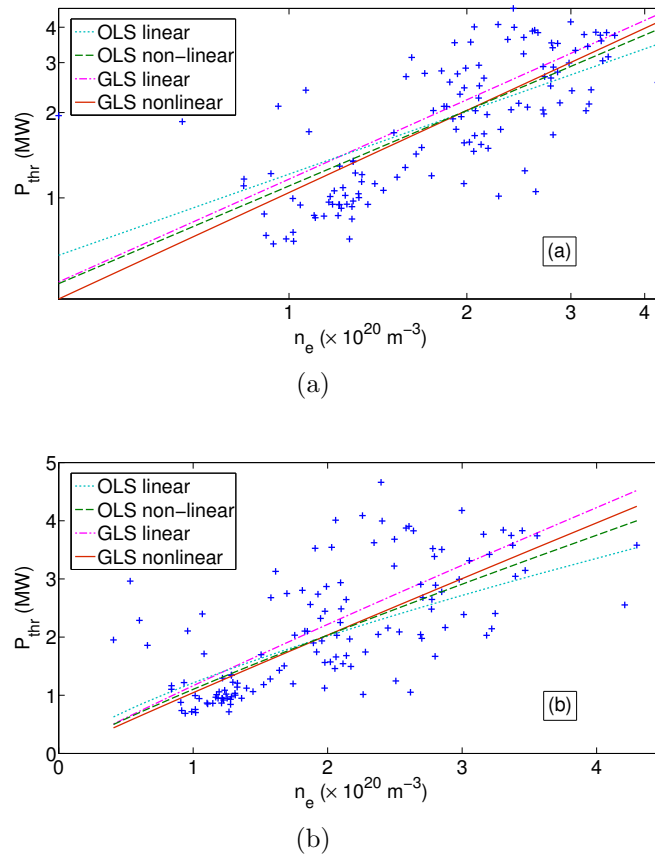 4
3
2
1
P_thr (MW)
OLS linear
OLS non−linear
GLS linear
GLS nonlinear
(a)
1 2 3 4
n_e (× 10^20 m^−3)
(a)
5
4
3
2
1
0
P_thr (MW)
OLS linear
OLS non−linear
GLS linear
GLS nonlinear
(b)
0 1 2 3 4
n_e (× 10^20 m^−3)
(b)